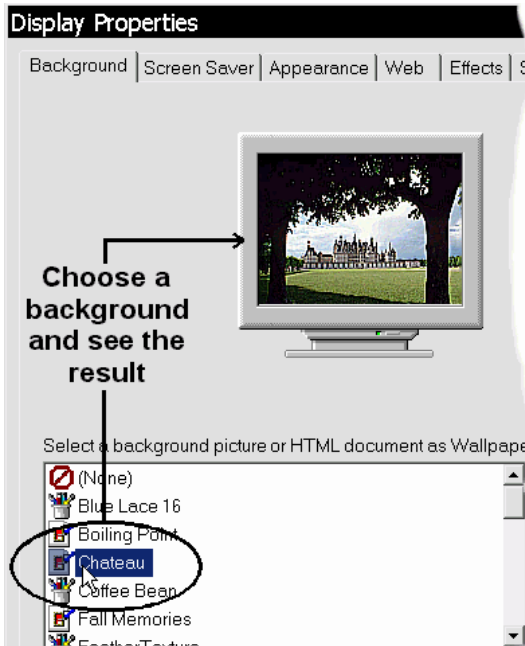 Display Properties
Background Screen Saver Appearance Web Effects
Choose a
background
and see the
result
Select a background picture or HTML document as
(None)
Blue Lace 16
Boiling Point
Chateau
Coffee Bean
Fall Memories
FeatherTexture